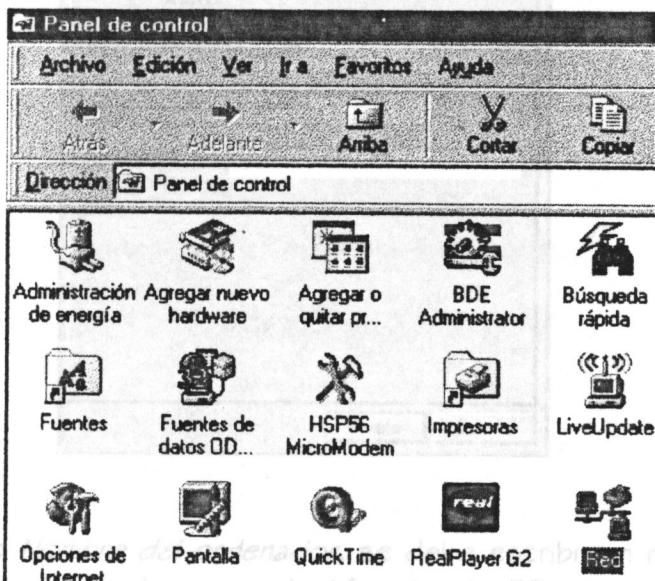 Panel de control
Archivo Edición Ver Ir a Favoritos Ayuda
Atrás Adelante Arriba Cortar Copiar
Dirección Panel de control
Administración de energía
Agregar nuevo hardware
Agregar o quitar pr...
BDE Administrator
Búsqueda rápida
Fuentes
Fuentes de datos OD...
HSP56 MicroModem
Impresoras
LiveUpdate
Opciones de Internet
Pantalla
QuickTime
real
RealPlayer G2
Red